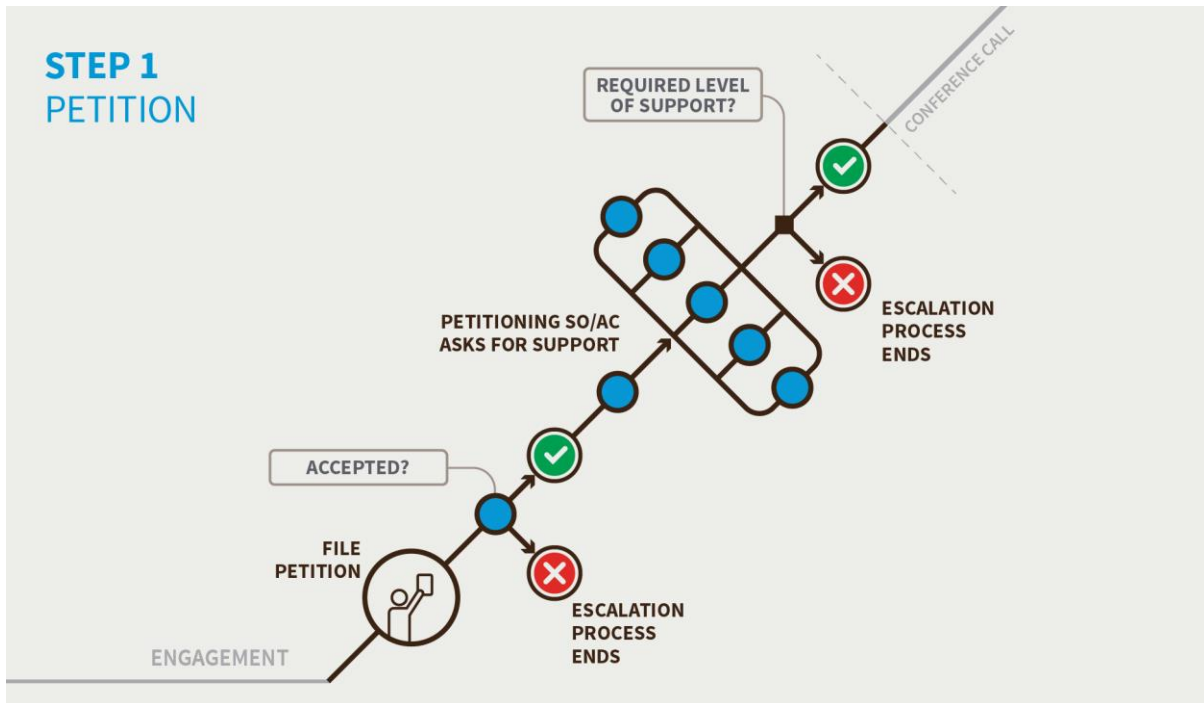 STEP 1
PETITION
REQUIRED LEVEL
OF SUPPORT?
CONFERENCE CALL
PETITIONING SO/AC
ASKS FOR SUPPORT
ESCALATION
PROCESS
ENDS
ACCEPTED?
FILE
PETITION
ESCALATION
PROCESS
ENDS
ENGAGEMENT